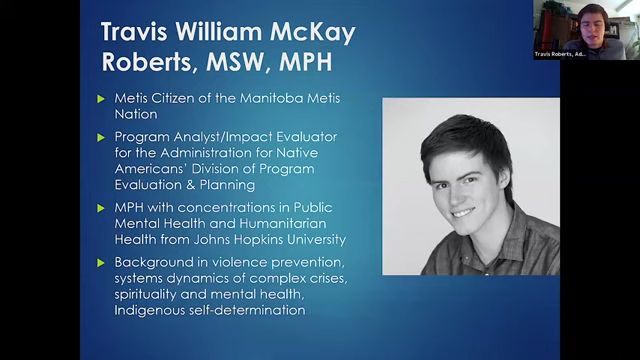 Travis William McKay
Roberts, MSW, MPH
Metis Citizen of the Manitoba Metis
Nation
Program Analyst/Impact Evaluator
for the Administration for Native
Americans' Division of Program
Evaluation & Planning
MPH with concentrations in Public
Mental Health and Humanitarian
Health from Johns Hopkins University
Background in violence prevention,
systems dynamics of complex crises,
spirituality and mental health,
Indigenous self-determination
Travis Roberts, Ad...